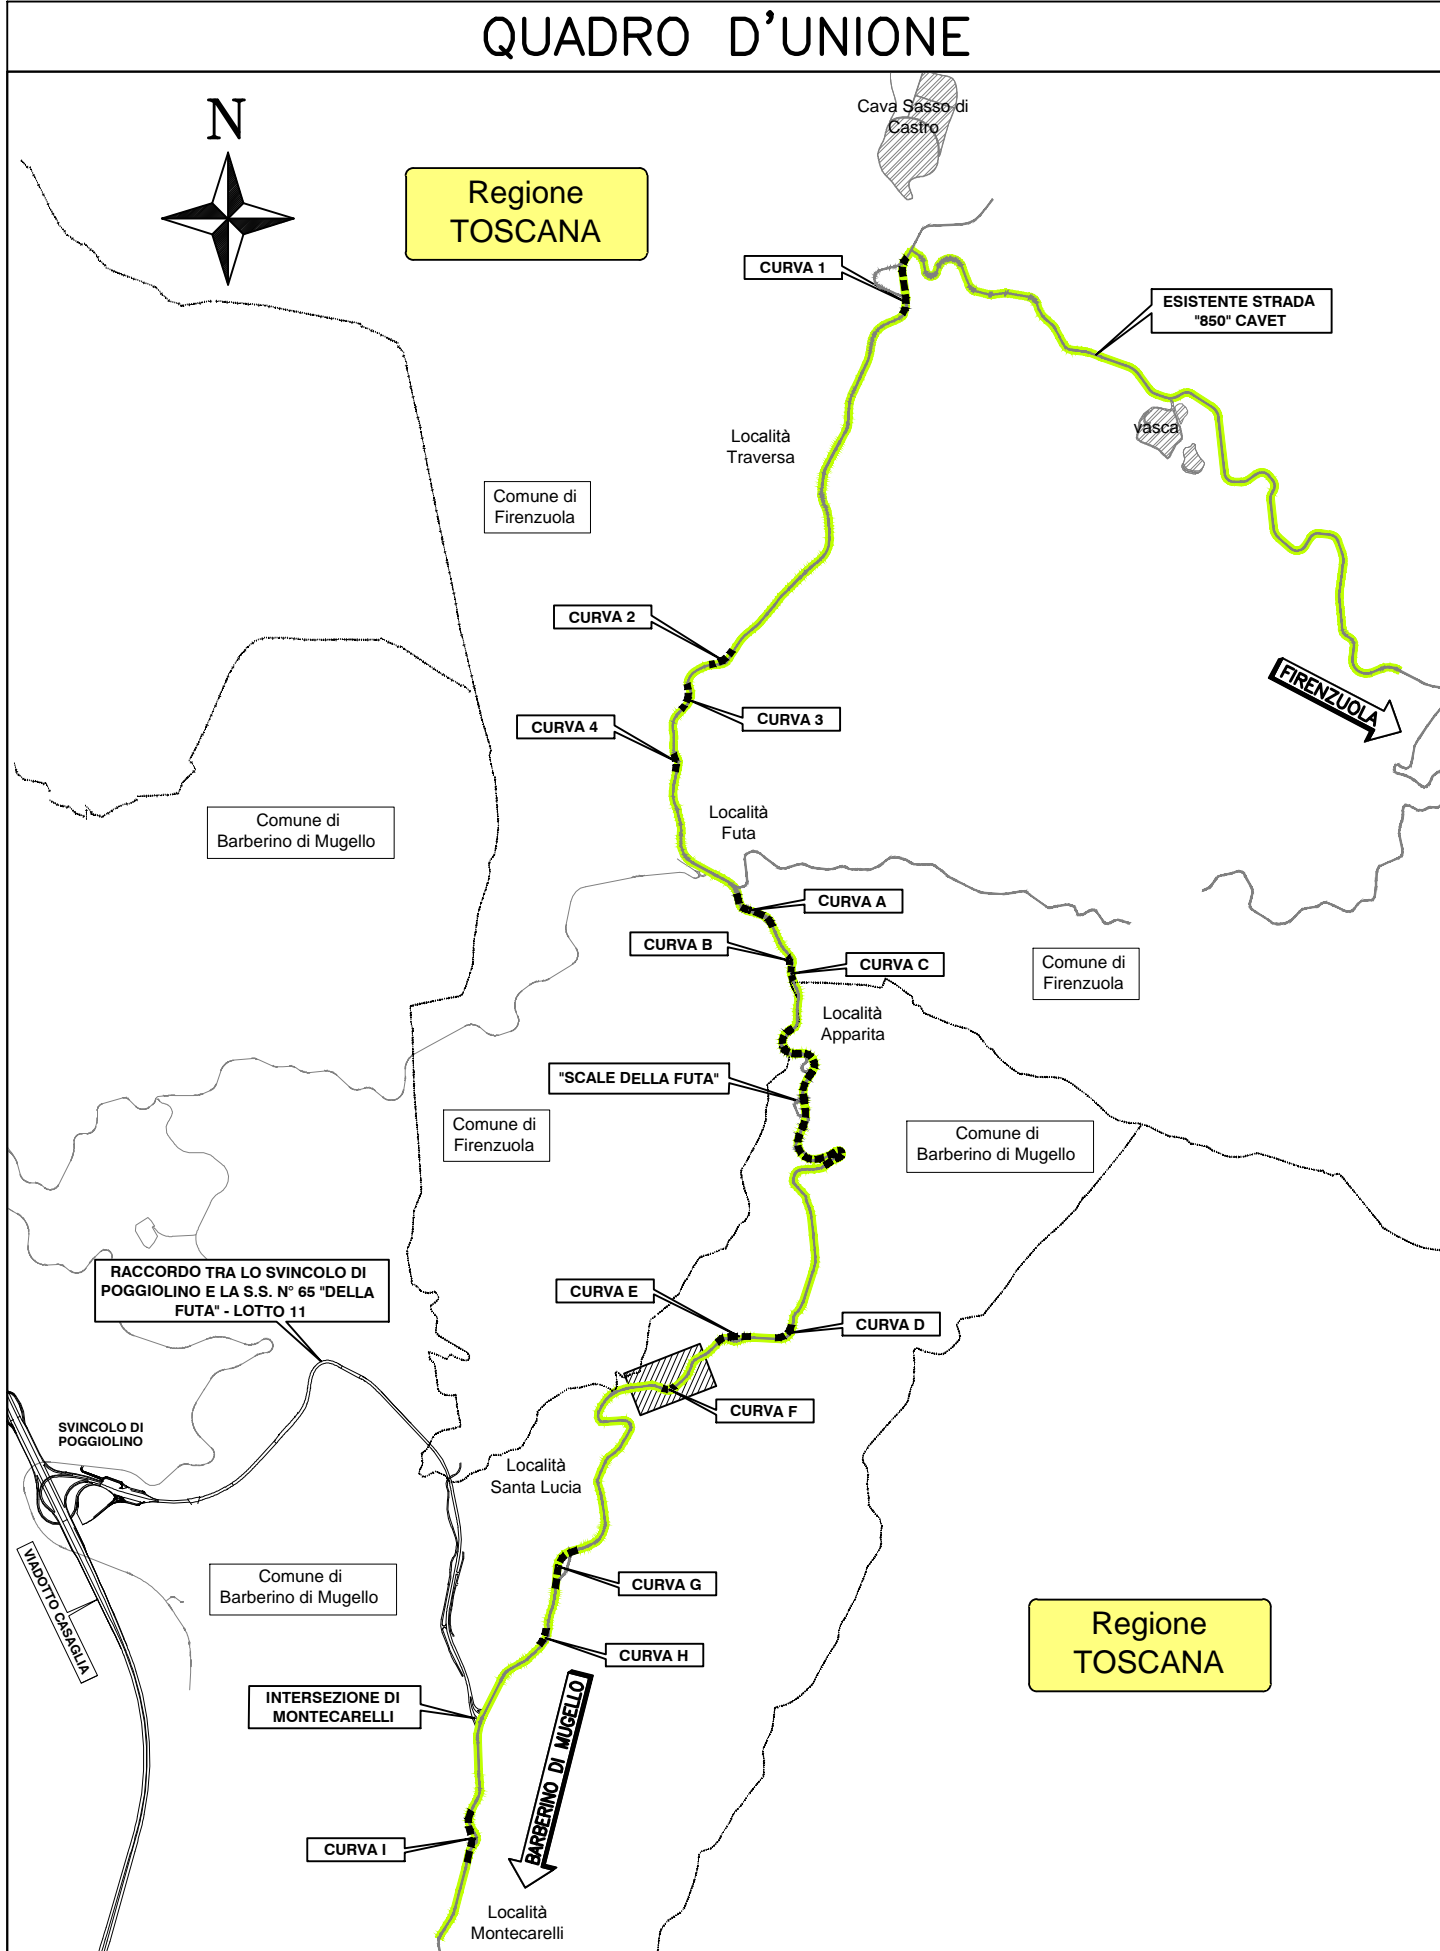 QUADRO D'UNIONE
N
Cava Sasso di
Castro
Regione
TOSCANA
CURVA 1
ESISTENTE STRADA
"850" CAVET
vasca
Località
Traversa
Comune di
Firenzuola
CURVA 2
FIRENZUOLA
CURVA 3
CURVA 4
Comune di
Barberino di Mugello
Località
Futa
CURVA A
CURVA B
CURVA C
Comune di
Firenzuola
Località
Apparita
"SCALE DELLA FUTA"
Comune di
Firenzuola
Comune di
Barberino di Mugello
RACCORDO TRA LO SVINCOLO DI
POGGIOLINO E LA S.S. N° 65 "DELLA
FUTA" - LOTTO 11
CURVA E
CURVA D
CURVA F
SVINCOLO DI
POGGIOLINO
Località
Santa Lucia
VIADOTTO CASAGLIA
Comune di
Barberino di Mugello
CURVA G
Regione
TOSCANA
CURVA H
INTERSEZIONE DI
MONTECARELLI
BARBERINO DI MUGELLO
CURVA I
Località
Montecarelli